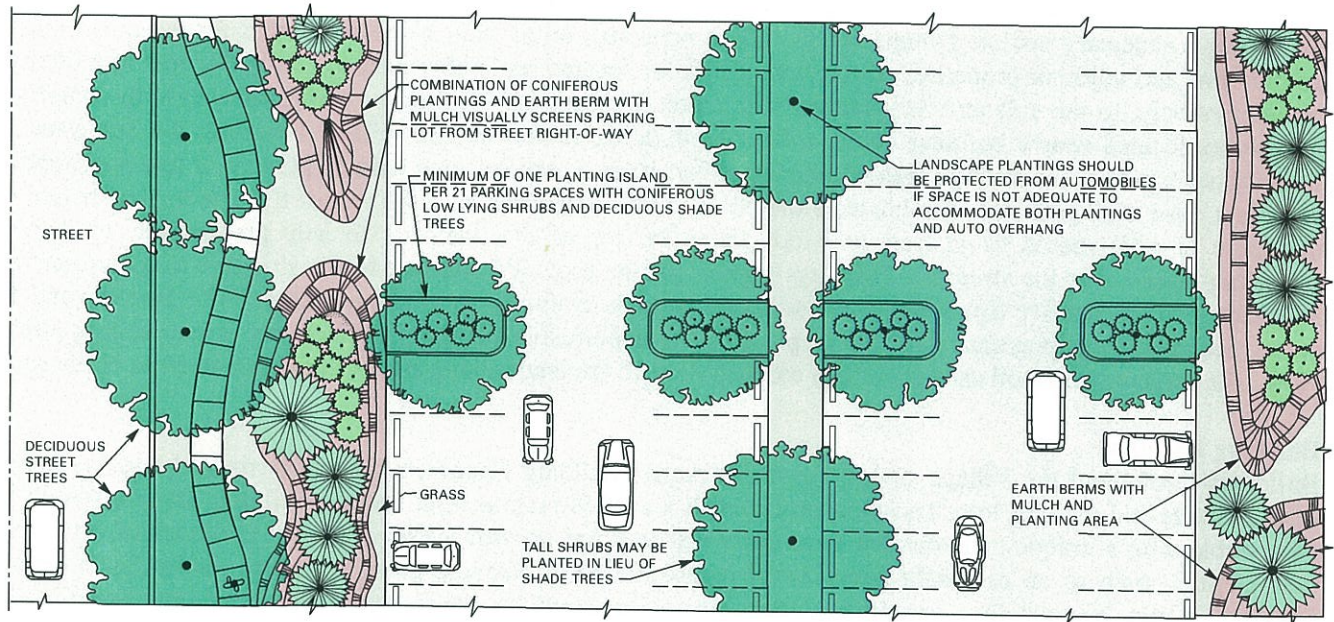 COMBINATION OF CONIFEROUS
PLANTINGS AND EARTH BERM WITH
MULCH VISUALLY SCREENS PARKING
LOT FROM STREET RIGHT-OF-WAY
MINIMUM OF ONE PLANTING ISLAND
PER 21 PARKING SPACES WITH CONIFEROUS
LOW LYING SHRUBS AND DECIDUOUS SHADE
TREES
LANDSCAPE PLANTINGS SHOULD
BE PROTECTED FROM AUTOMOBILES
IF SPACE IS NOT ADEQUATE TO
ACCOMMODATE BOTH PLANTINGS
AND AUTO OVERHANG
STREET
DECIDUOUS
STREET
TREES
GRASS
TALL SHRUBS MAY BE
PLANTED IN LIEU OF
SHADE TREES
EARTH BERMS WITH
MULCH AND
PLANTING AREA